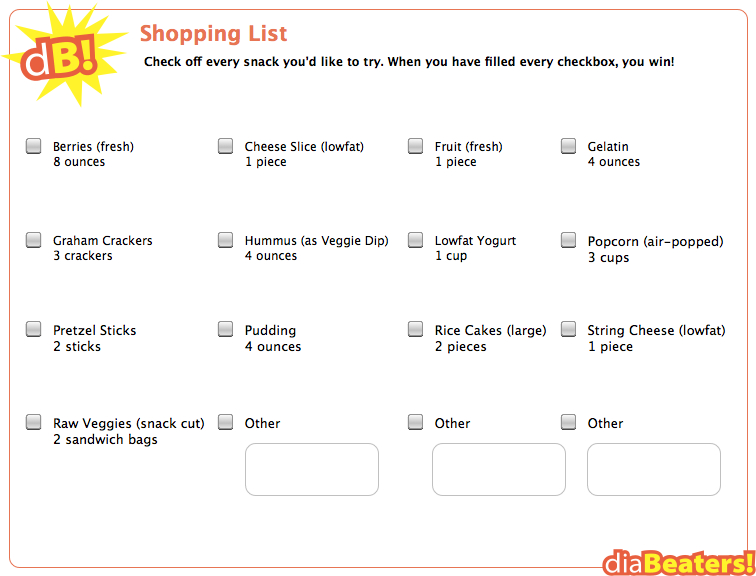 dB!
Shopping List
Check off every snack you'd like to try. When you have filled every checkbox, you win!
Berries (fresh)
8 ounces
Cheese Slice (lowfat)
1 piece
Fruit (fresh)
1 piece
Gelatin
4 ounces
Graham Crackers
3 crackers
Hummus (as Veggie Dip)
4 ounces
Lowfat Yogurt
1 cup
Popcorn (air-popped)
3 cups
Pretzel Sticks
2 sticks
Pudding
4 ounces
Rice Cakes (large)
2 pieces
String Cheese (lowfat)
1 piece
Raw Veggies (snack cut)
2 sandwich bags
Other
Other
Other
diaBeaters!